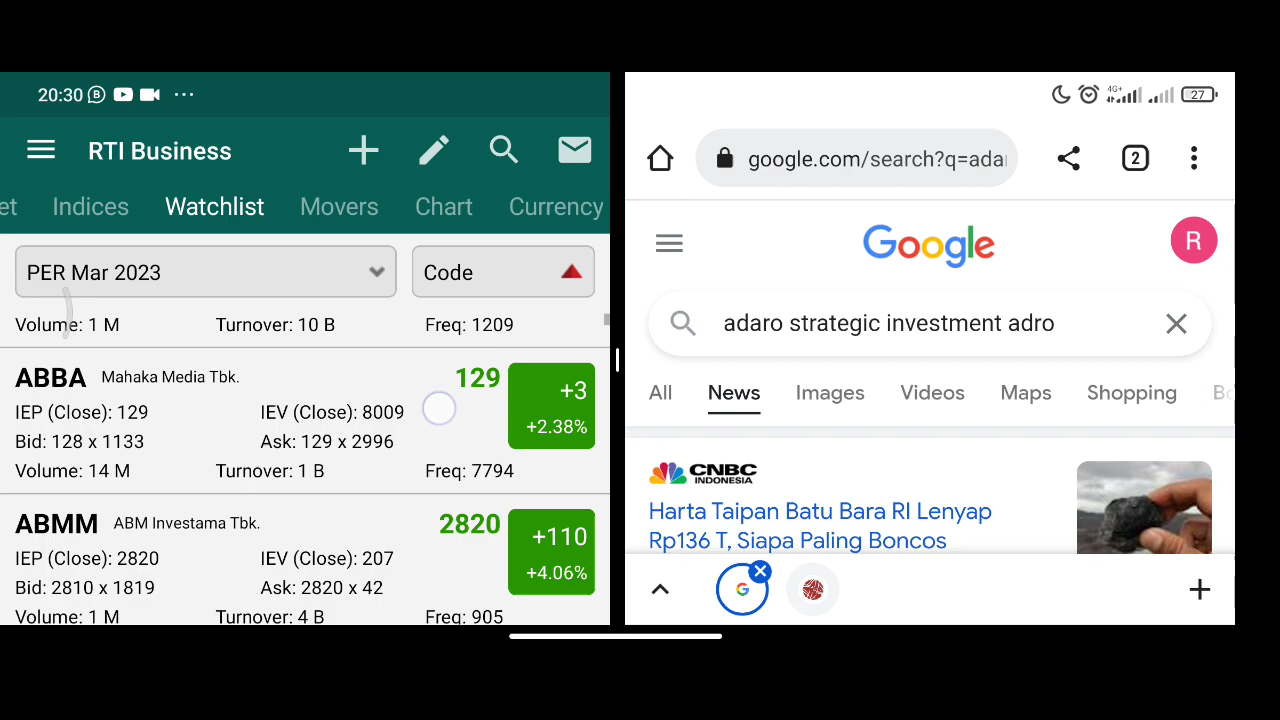 20:30
RTI Business
et Indices Watchlist Movers Chart Currency
PER Mar 2023
Code
Volume: 1 M Turnover: 10 B Freq: 1209
ABBA Mahaka Media Tbk. 129 +3
IEP (Close): 129 IEV (Close): 8009 +2.38%
Bid: 128 x 1133 Ask: 129 x 2996
Volume: 14 M Turnover: 1 B Freq: 7794
ABMM ABM Investama Tbk. 2820 +110
IEP (Close): 2820 IEV (Close): 207 +4.06%
Bid: 2810 x 1819 Ask: 2820 x 42
Volume: 1 M Turnover: 4 B Freq: 905
4G+ 27
google.com/search?q=ada
2
Google
R
adaro strategic investment adro
All News Images Videos Maps Shopping Bo
CNBC
INDONESIA
Harta Taipan Batu Bara RI Lenyap
Rp136 T, Siapa Paling Boncos